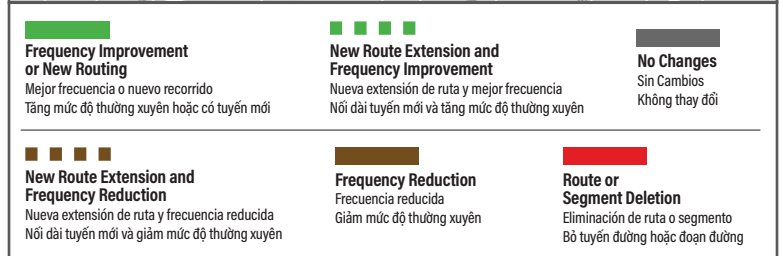 Frequency Improvement
or New Routing
Mejor frecuencia o nuevo recorrido
Tăng mức độ thường xuyên hoặc có tuyến mới
New Route Extension and
Frequency Improvement
Nueva extensión de ruta y mejor frecuencia
Nối dài tuyến mới và tăng mức độ thường xuyên
No Changes
Sin Cambios
Không thay đổi
New Route Extension and
Frequency Reduction
Nueva extensión de ruta y frecuencia reducida
Nối dài tuyến mới và giảm mức độ thường xuyên
Frequency Reduction
Frecuencia reducida
Giảm mức độ thường xuyên
Route or
Segment Deletion
Eliminación de ruta o segmento
Bỏ tuyến đường hoặc đoạn đường